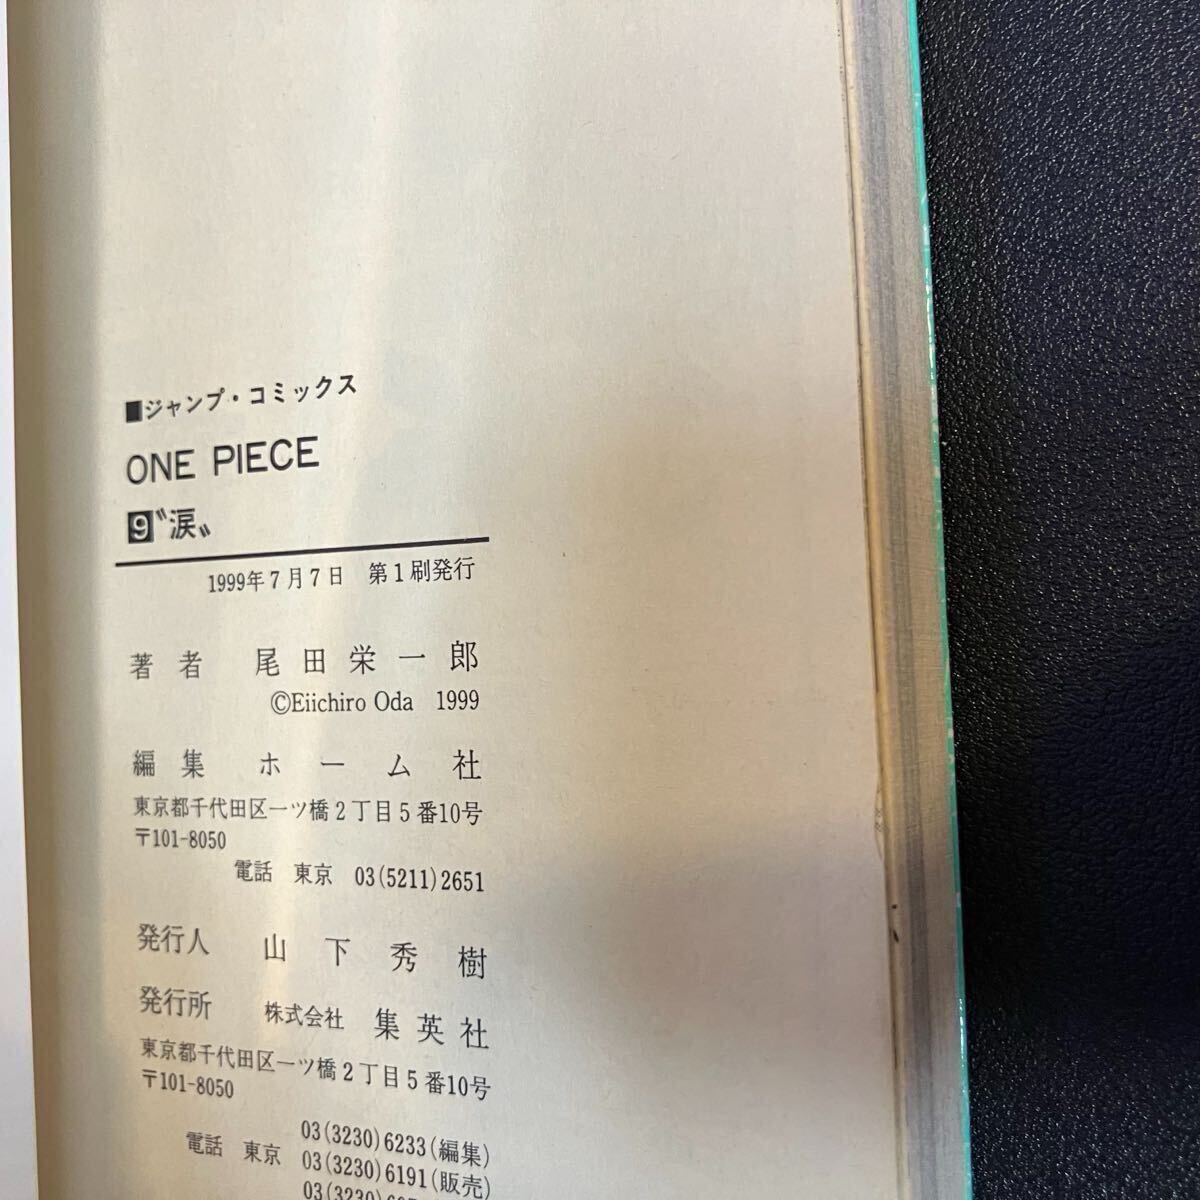 ■ジャンプ・コミックス
ONE PIECE
9〝涙〟
1999年7月7日 第1刷発行
著者 尾田栄一郎
©Eiichiro Oda 1999
編集 ホーム社
東京都千代田区一ツ橋2丁目5番10号
〒101-8050
電話 東京 03(5211)2651
発行人 山下秀樹
発行所 株式会社 集英社
東京都千代田区一ツ橋2丁目5番10号
〒101-8050
03(3230)6233(編集)
電話 東京 03(3230)6191(販売)
03(3230)